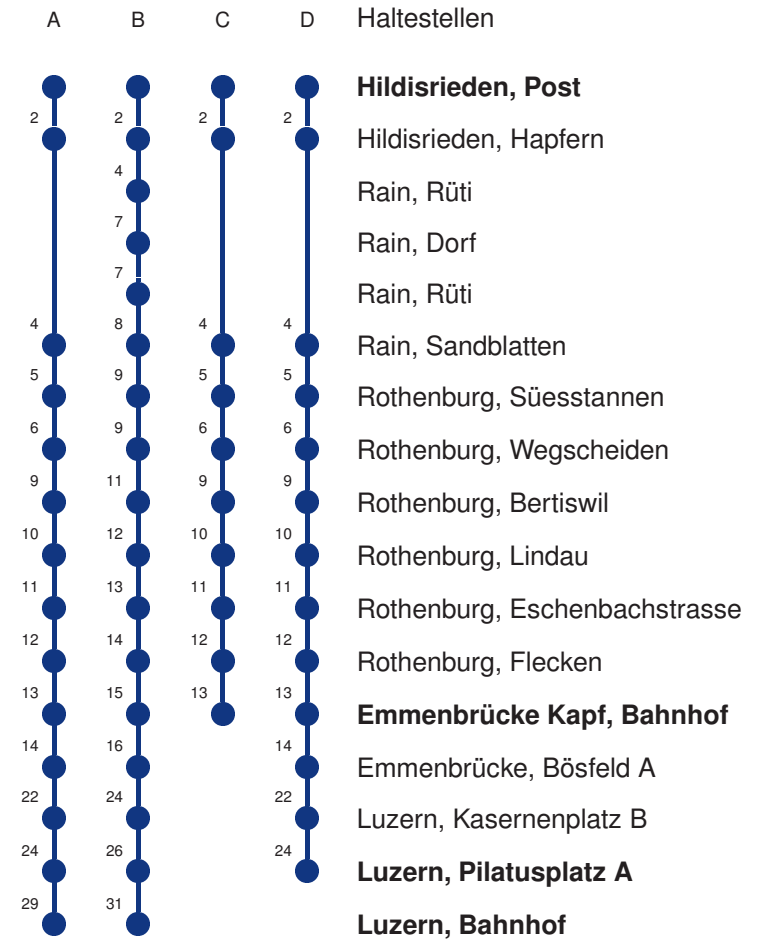 A B C D Haltestellen
Hildisrieden, Post
2 2 2 2 Hildisrieden, Hapfern
4 Rain, Rüti
7 Rain, Dorf
7 Rain, Rüti
4 8 4 4 Rain, Sandblatten
5 9 5 5 Rothenburg, Süesstannen
6 9 6 6 Rothenburg, Wegscheiden
9 11 9 9 Rothenburg, Bertiswil
10 12 10 10 Rothenburg, Lindau
11 13 11 11 Rothenburg, Eschenbachstrasse
12 14 12 12 Rothenburg, Flecken
13 15 13 13 Emmenbrücke Kapf, Bahnhof
14 16 14 Emmenbrücke, Bösfeld A
22 24 22 Luzern, Kasernenplatz B
24 26 24 Luzern, Pilatusplatz A
29 31 Luzern, Bahnhof